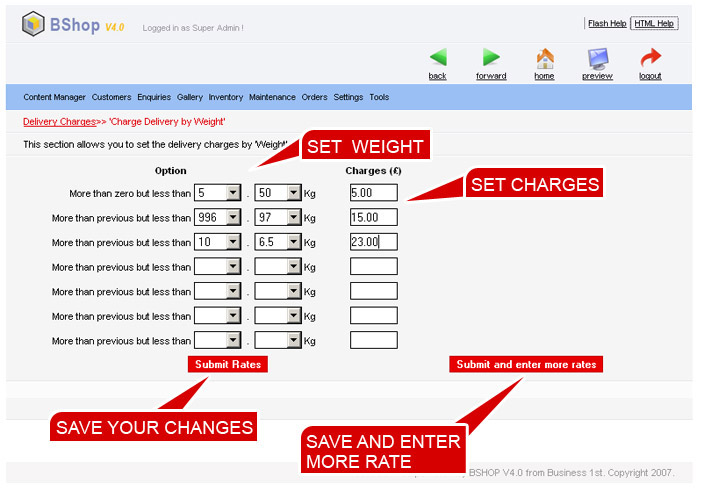 BShop V4.0 Logged in as Super Admin ! Flash Help HTML Help
back forward home preview logout
Content Manager Customers Enquiries Gallery Inventory Maintenance Orders Settings Tools
Delivery Charges>> 'Charge Delivery by Weight'
This section allows you to set the delivery charges by 'Weight'
SET WEIGHT
Option Charges (£)
SET CHARGES
More than zero but less than 5 . 50 Kg 5.00
More than previous but less than 996 . 97 Kg 15.00
More than previous but less than 10 . 6.5 Kg 23.00
More than previous but less than . Kg
More than previous but less than . Kg
More than previous but less than . Kg
More than previous but less than . Kg
Submit Rates Submit and enter more rates
SAVE YOUR CHANGES
SAVE AND ENTER
MORE RATE
BSHOP V4.0 from Business 1st. Copyright 2007.